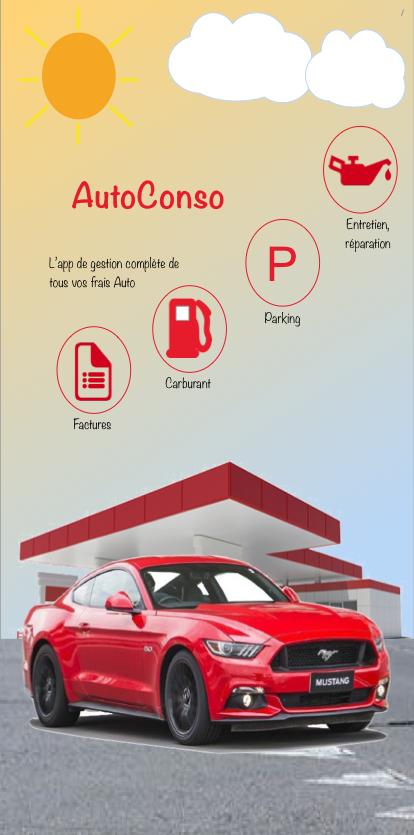 AutoConso
Entretien,
réparation
P
L'app de gestion complète de
tous vos frais Auto
Parking
Carburant
Factures
MUSTANG